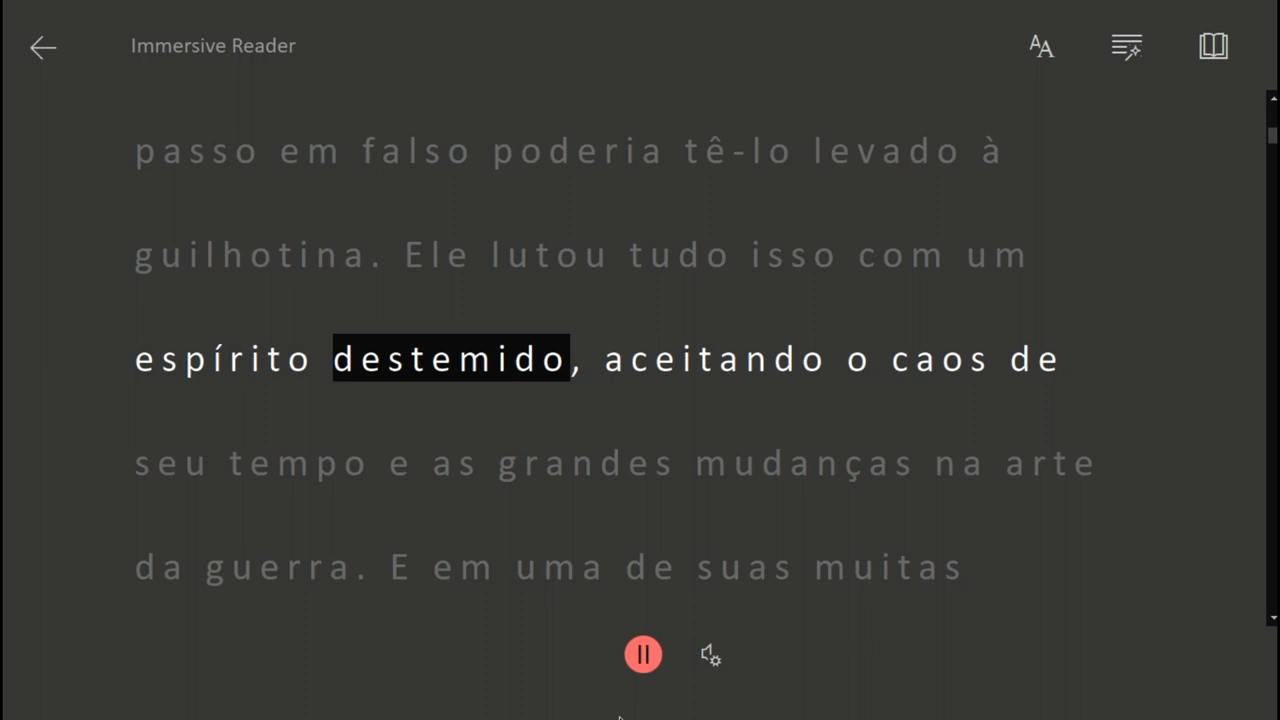 Immersive Reader
passo em falso poderia tê-lo levado à
guilhotina. Ele lutou tudo isso com um
espírito destemido, aceitando o caos de
seu tempo e as grandes mudanças na arte
da guerra. E em uma de suas muitas